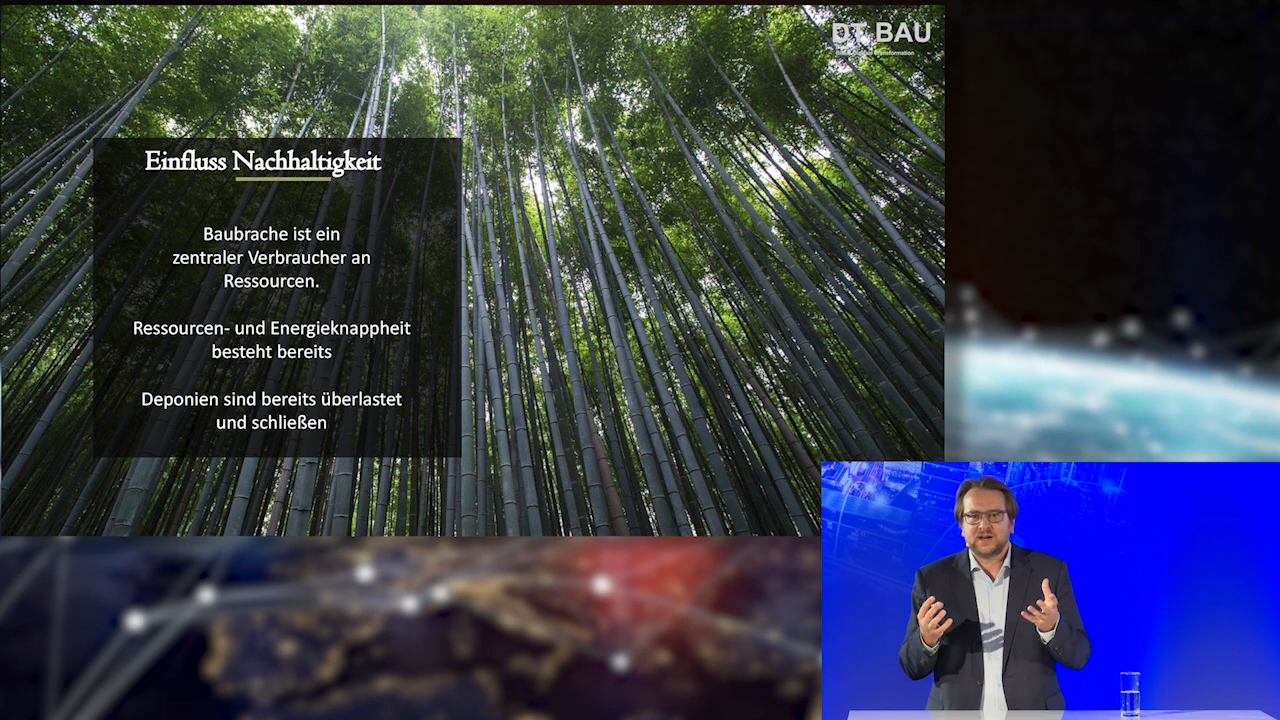 DT.BAU
Einfluss Nachhaltigkeit
Baubrache ist ein
zentraler Verbraucher an
Ressourcen.
Ressourcen- und Energieknappheit
besteht bereits
Deponien sind bereits überlastet
und schließen